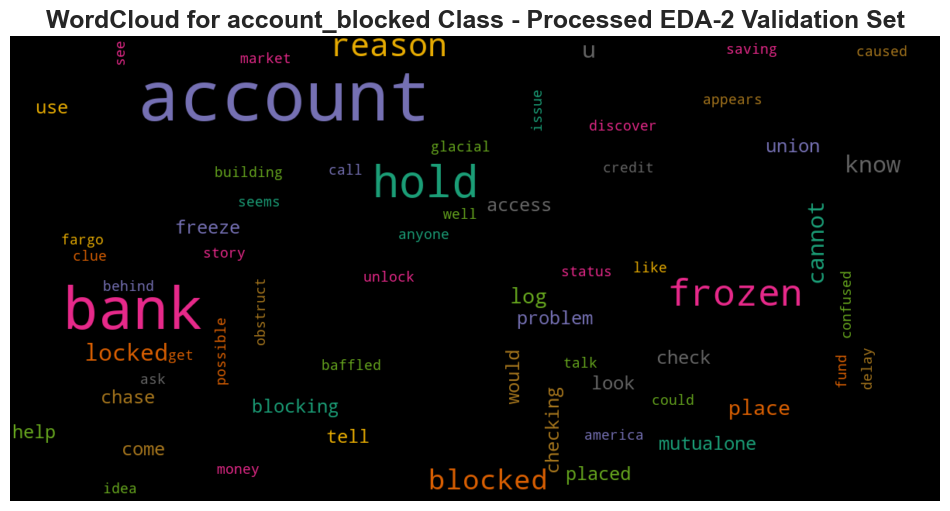 WordCloud for account_blocked Class - Processed EDA-2 Validation Set
see
market
reason
u
saving
caused
account
use
issue
appears
discover
glacial
union
building
call
hold
credit
know
seems
access
cannot
well
freeze
anyone
fargo
story
clue
status
like
unlock
behind
bank
obstruct
frozen
confused
log
problem
possible
locked
get
baffled
would
talk
check
fund
delay
ask
look
chase
blocking
checking
could
place
help
tell
america
mutualone
come
money
blocked
placed
idea